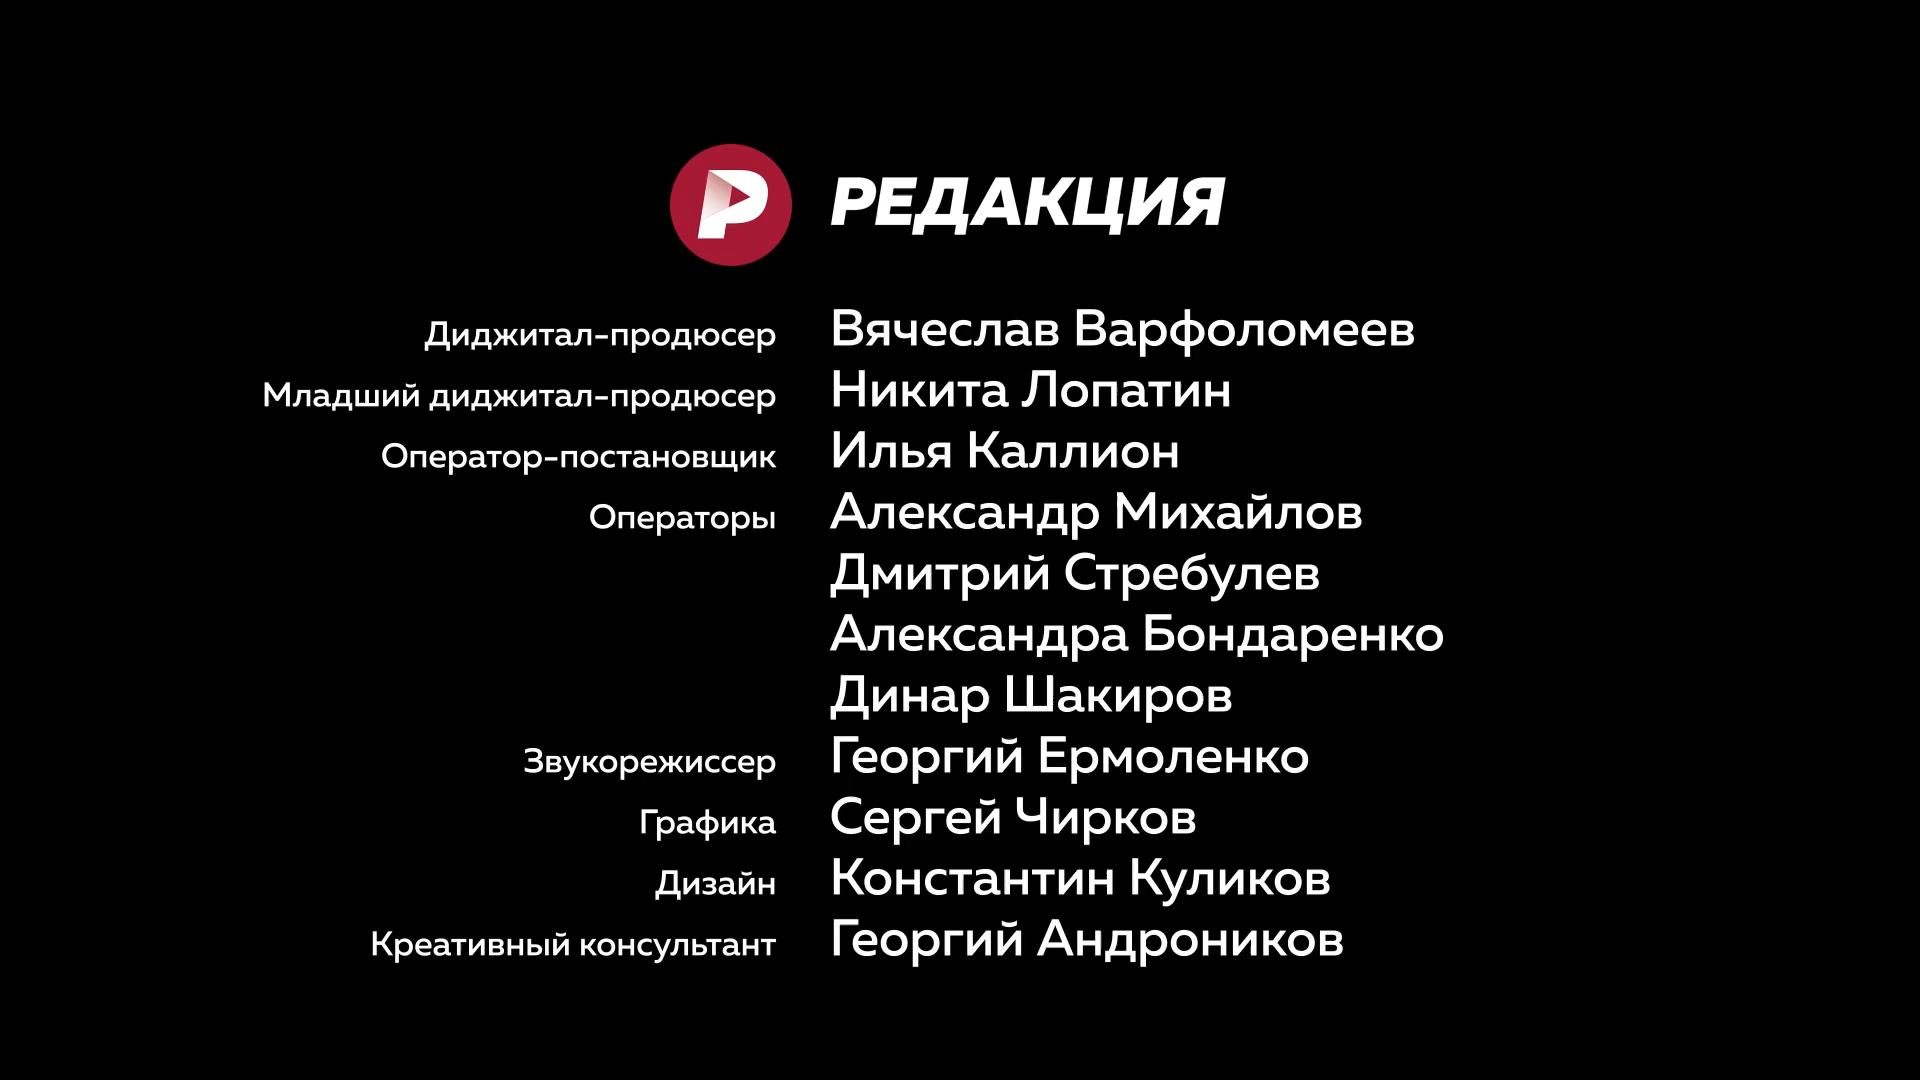 Р РЕДАКЦИЯ
Диджитал-продюсер Вячеслав Варфоломеев
Младший диджитал-продюсер Никита Лопатин
Оператор-постановщик Илья Каллион
Операторы Александр Михайлов
Дмитрий Стребулев
Александра Бондаренко
Динар Шакиров
Звукорежиссер Георгий Ермоленко
Графика Сергей Чирков
Дизайн Константин Куликов
Креативный консультант Георгий Андроников